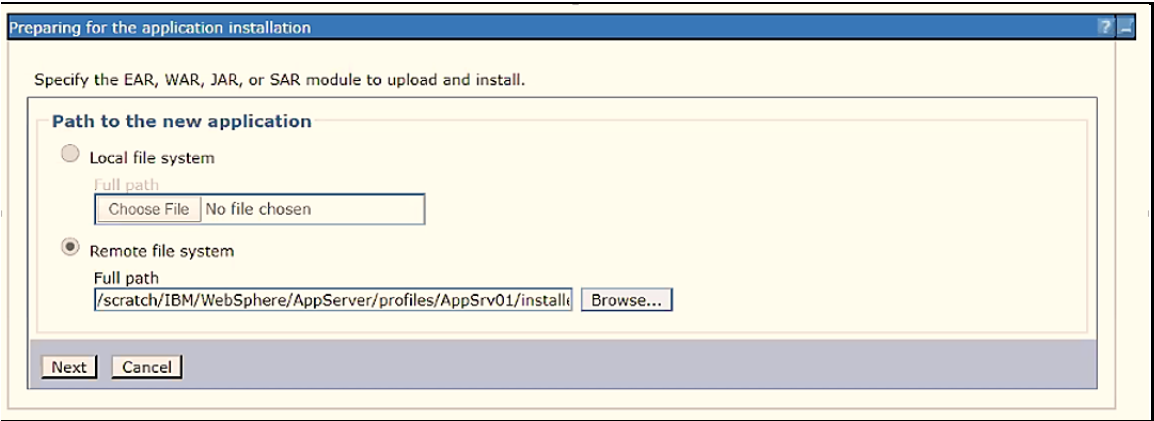 Preparing for the application installation ? _
Specify the EAR, WAR, JAR, or SAR module to upload and install.
Path to the new application
Local file system
Full path
Choose File No file chosen
Remote file system
Full path
/scratch/IBM/WebSphere/AppServer/profiles/AppSrv01/installe Browse...
Next Cancel